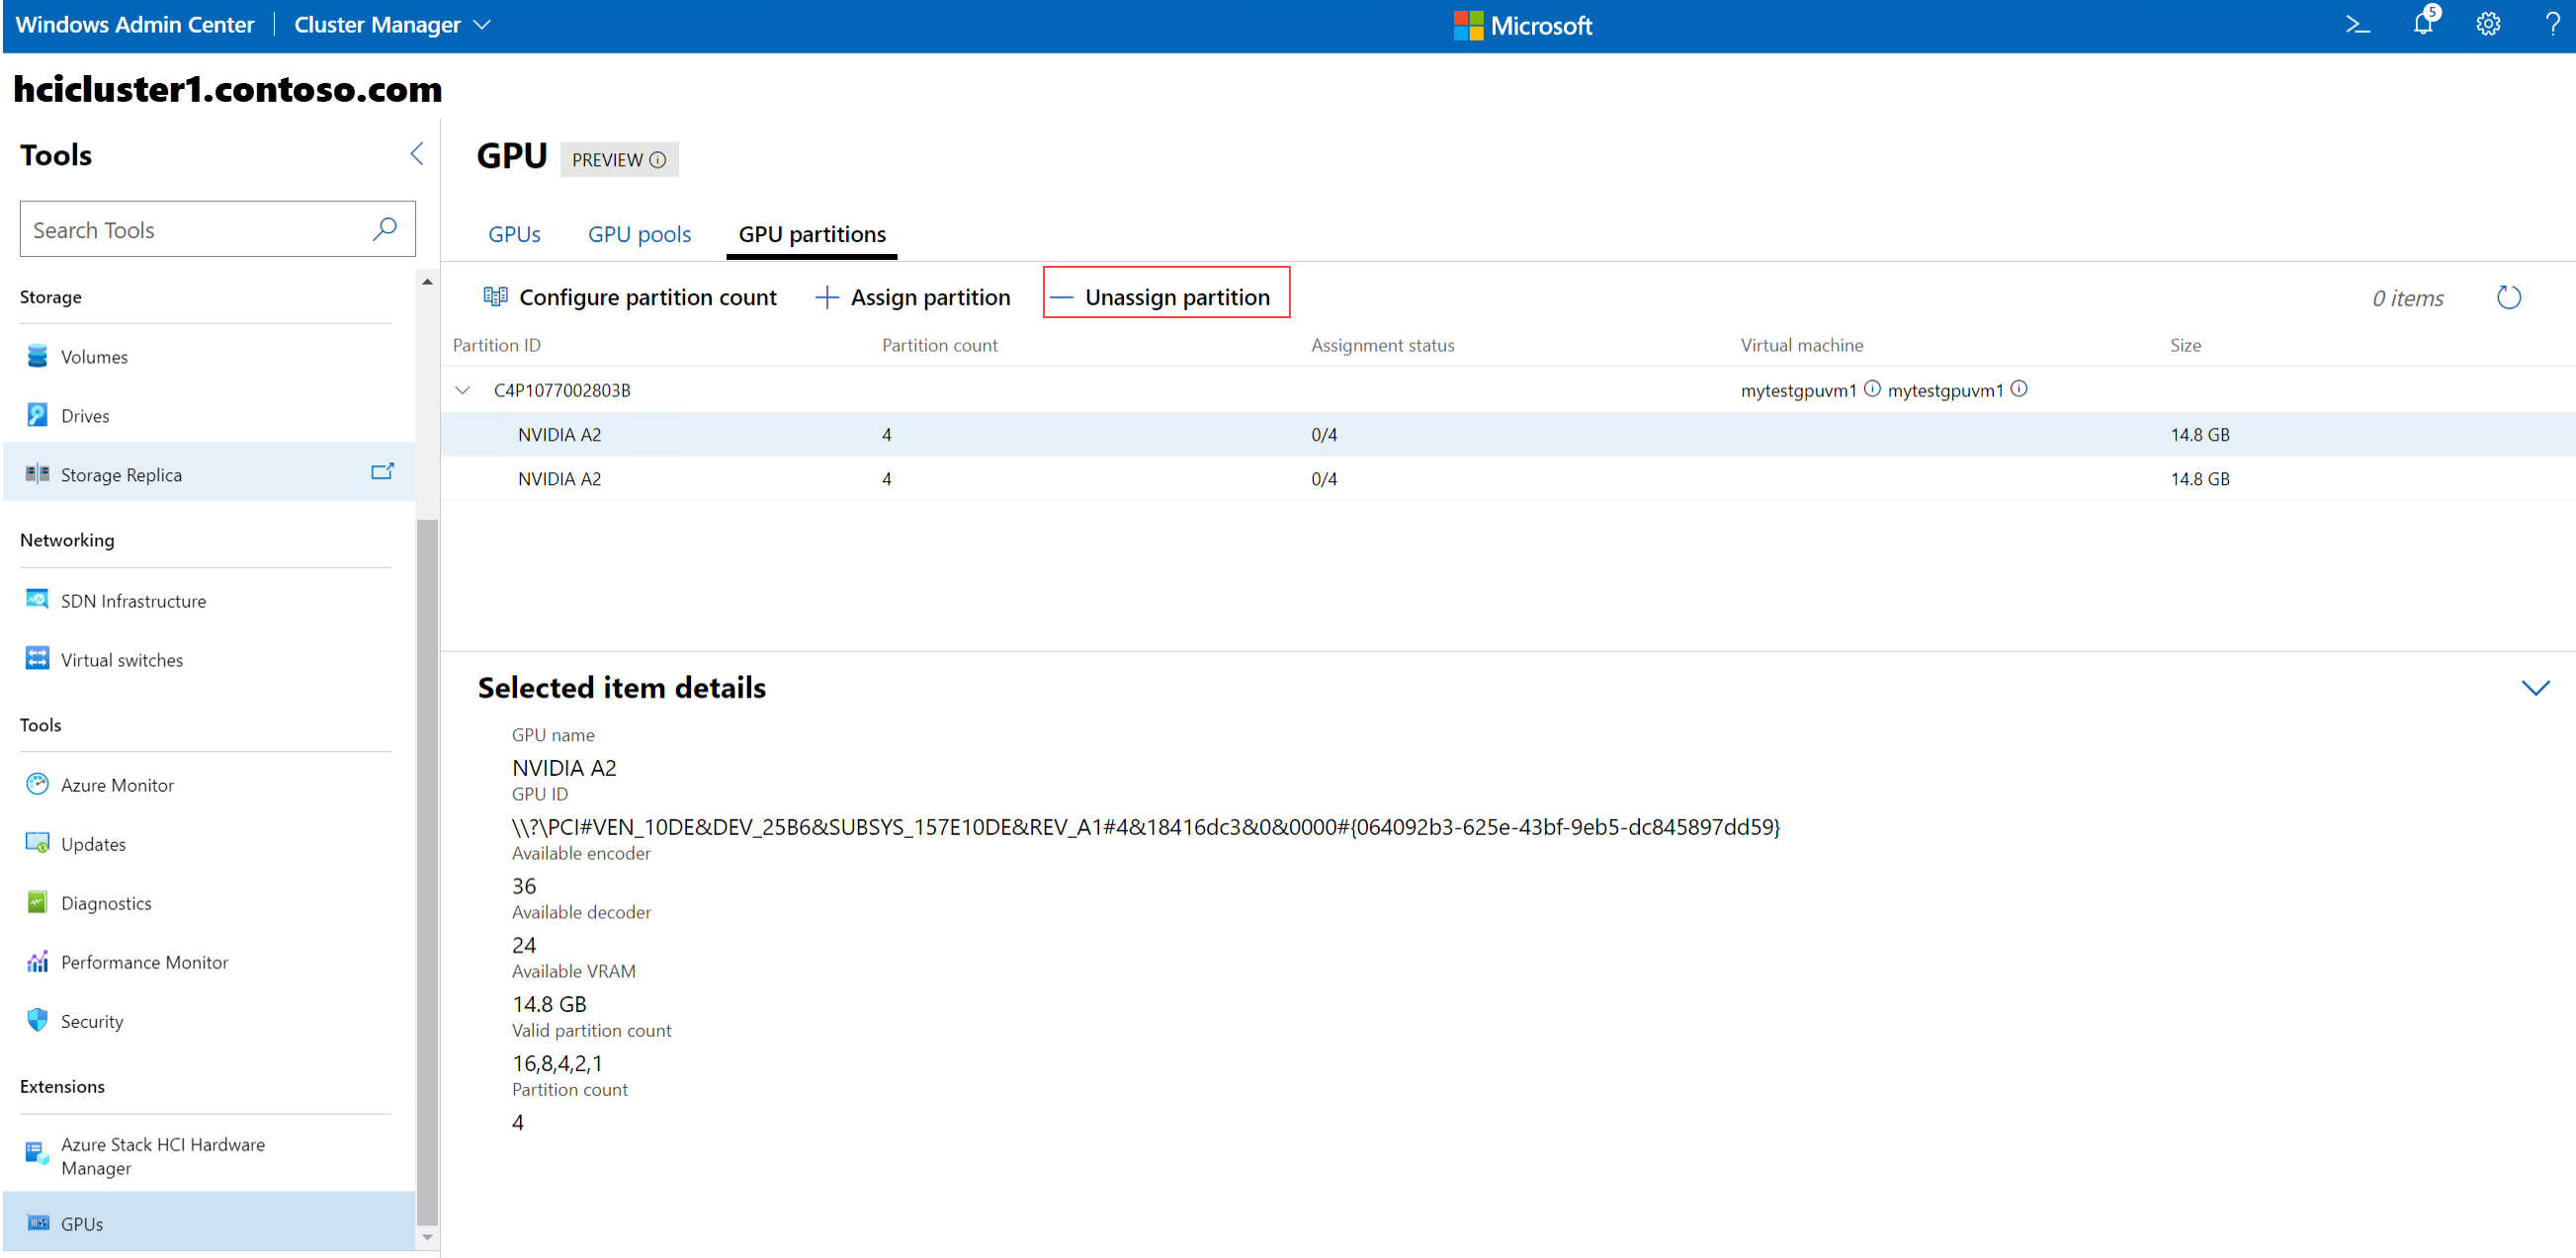 Windows Admin Center | Cluster Manager
Microsoft
5
hcicluster1.contoso.com
Tools
Search Tools
Storage
Volumes
Drives
Storage Replica
Networking
SDN Infrastructure
Virtual switches
Tools
Azure Monitor
Updates
Diagnostics
Performance Monitor
Security
Extensions
Azure Stack HCI Hardware
Manager
GPUs
GPU PREVIEW
GPUs GPU pools GPU partitions
Configure partition count Assign partition Unassign partition 0 items
Partition ID Partition count Assignment status Virtual machine Size
C4P1077002803B mytestgpuvm1 mytestgpuvm1
NVIDIA A2 4 0/4 14.8 GB
NVIDIA A2 4 0/4 14.8 GB
Selected item details
GPU name
NVIDIA A2
GPU ID
\\?\PCI#VEN_10DE&DEV_25B6&SUBSYS_157E10DE&REV_A1#4&18416dc3&0&0000#{064092b3-625e-43bf-9eb5-dc845897dd59}
Available encoder
36
Available decoder
24
Available VRAM
14.8 GB
Valid partition count
16,8,4,2,1
Partition count
4